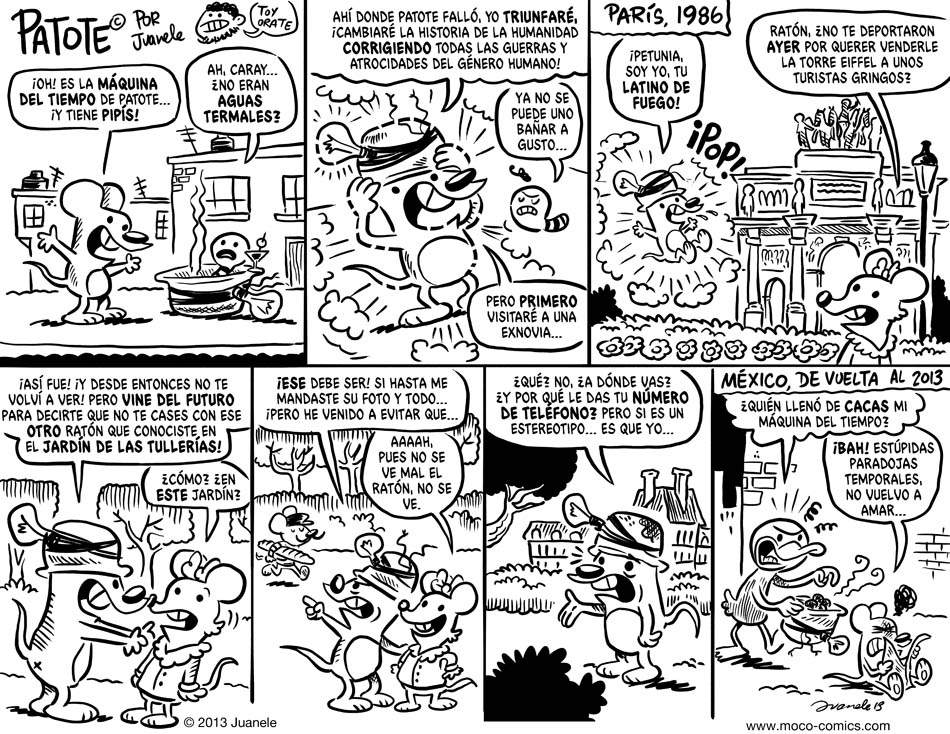 PATOTE©
POR
Juanele
¡TOY
ORATE
¡OH! ES LA MÁQUINA
DEL TIEMPO DE PATOTE...
¡Y TIENE PIPÍS!
AH, CARAY...
¿NO ERAN
AGUAS
TERMALES?
AHÍ DONDE PATOTE FALLÓ, YO TRIUNFARÉ,
¡CAMBIARÉ LA HISTORIA DE LA HUMANIDAD
CORRIGIENDO TODAS LAS GUERRAS Y
ATROCIDADES DEL GÉNERO HUMANO!
YA NO SE
PUEDE UNO
BAÑAR A
GUSTO...
PERO PRIMERO
VISITARÉ A UNA
EXNOVIA...
PARÍS, 1986
¡PETUNIA,
SOY YO, TU
LATINO DE
FUEGO!
¡POP!
RATÓN, ¿NO TE DEPORTARON
AYER POR QUERER VENDERLE
LA TORRE EIFFEL A UNOS
TURISTAS GRINGOS?
¡ASÍ FUE! ¡Y DESDE ENTONCES NO TE
VOLVÍ A VER! PERO VINE DEL FUTURO
PARA DECIRTE QUE NO TE CASES CON ESE
OTRO RATÓN QUE CONOCISTE EN
EL JARDÍN DE LAS TULLERÍAS!
¿CÓMO? ¿EN
ESTE JARDÍN?
¡ESE DEBE SER! SI HASTA ME
MANDASTE SU FOTO Y TODO...
¡PERO HE VENIDO A EVITAR QUE...
AAAAH,
PUES NO SE
VE MAL EL
RATÓN, NO SE
VE.
¿QUÉ? NO, ¿A DÓNDE VAS?
¿Y POR QUÉ LE DAS TU NÚMERO
DE TELÉFONO? PERO SI ES UN
ESTEREOTIPO... ES QUE YO...
MÉXICO, DE VUELTA AL 2013
¿QUIÉN LLENÓ DE CACAS MI
MÁQUINA DEL TIEMPO?
¡BAH! ESTÚPIDAS
PARADOJAS
TEMPORALES,
NO VUELVO A
AMAR...
Juanele 13
© 2013 Juanele
www.moco-comics.com